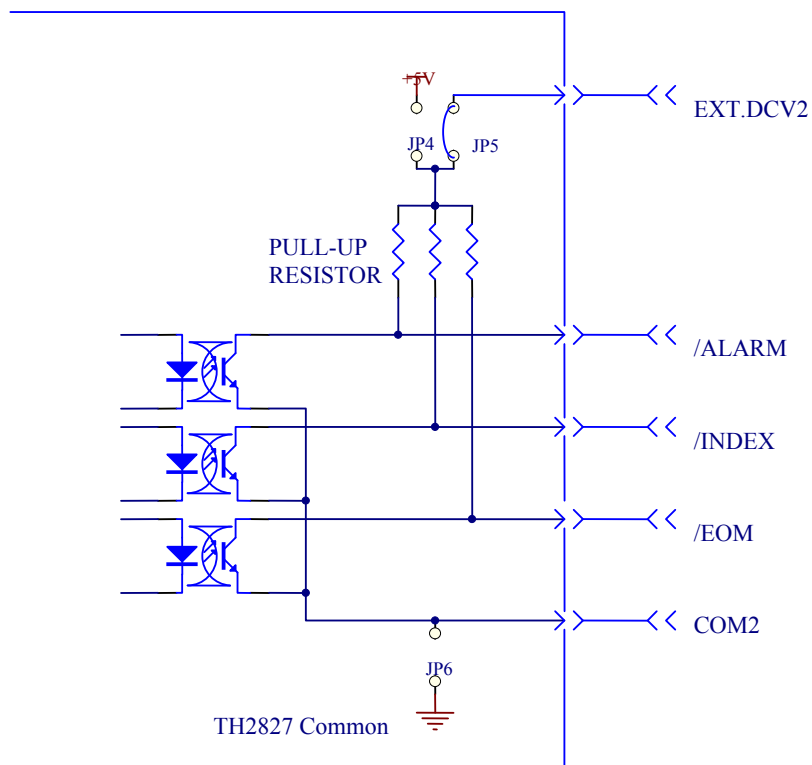 +5V
EXT.DCV2
JP4
JP5
PULL-UP
RESISTOR
/ALARM
/INDEX
/EOM
COM2
JP6
TH2827 Common